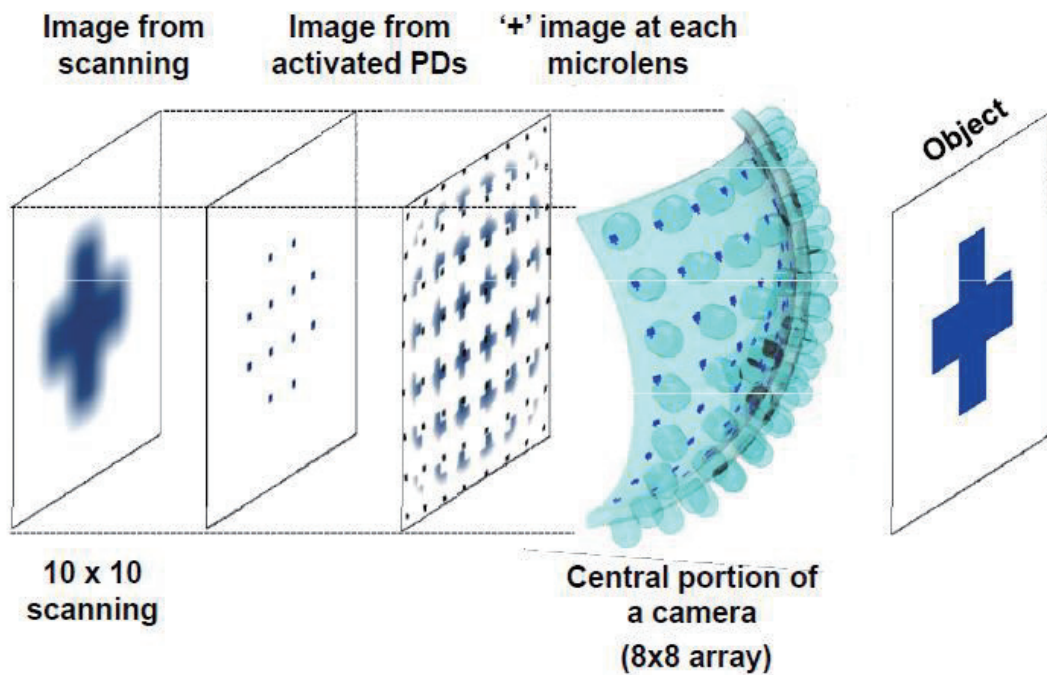 Image from
scanning
Image from
activated PDs
‘+’ image at each
microlens
Object
10 x 10
scanning
Central portion of
a camera
(8x8 array)